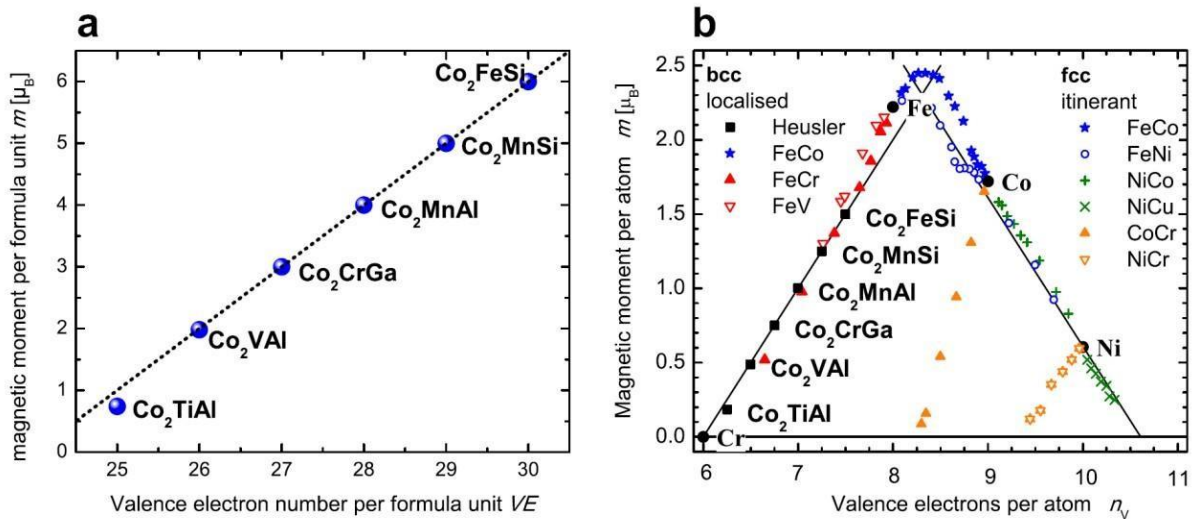 a
magnetic moment per formula unit m [μB]
6
5
4
3
2
1
0
Co2FeSi
Co2MnSi
Co2MnAl
Co2CrGa
Co2VAl
Co2TiAl
25 26 27 28 29 30
Valence electron number per formula unit VE
b
Magnetic moment per atom m [μB]
2.5
2.0
1.5
1.0
0.5
0.0
bcc
localised
Heusler
FeCo
FeCr
FeV
fcc
itinerant
FeCo
FeNi
NiCo
NiCu
CoCr
NiCr
Fe
Co
Co2FeSi
Co2MnSi
Co2MnAl
Co2CrGa
Ni
Co2VAl
Co2TiAl
Cr
6 7 8 9 10 11
Valence electrons per atom nV